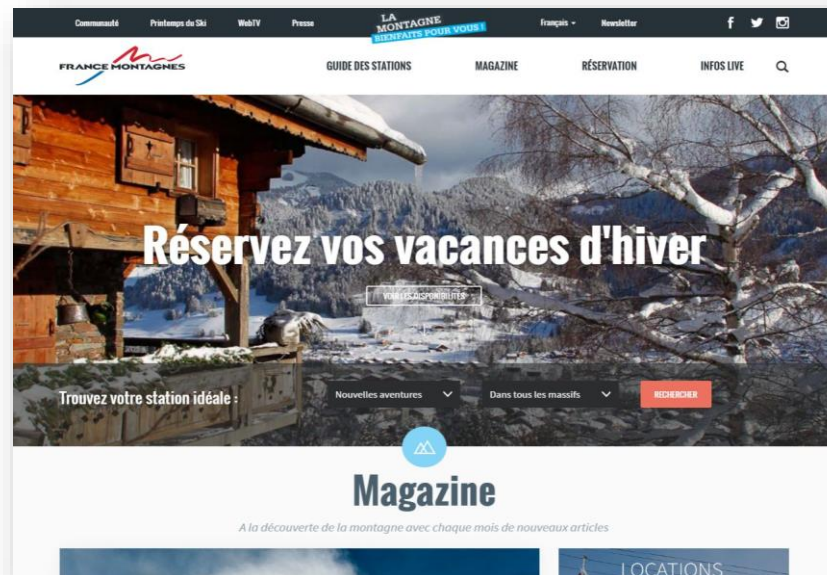 Communauté Printemps du Ski WebTV Presse
LA
MONTAGNE
BIENFAITS POUR VOUS !
Français Newsletter
FRANCE MONTAGNES
GUIDE DES STATIONS MAGAZINE RÉSERVATION INFOS LIVE
Réservez vos vacances d'hiver
VOIR LES DISPONIBILITÉS
Trouvez votre station idéale : Nouvelles aventures Dans tous les massifs RECHERCHER
Magazine
A la découverte de la montagne avec chaque mois de nouveaux articles
LOCATIONS